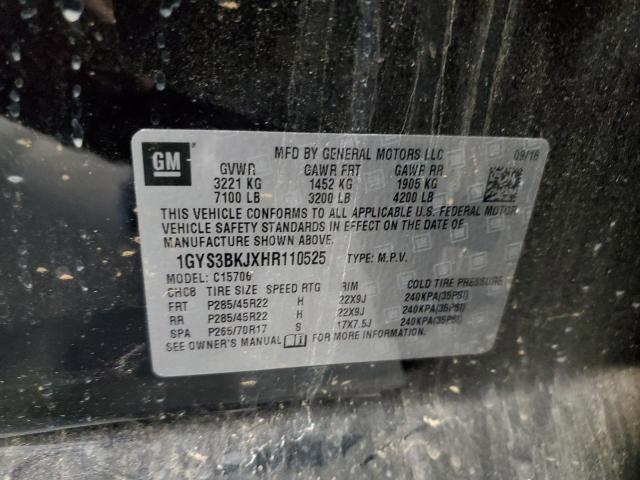 GM
MFD BY GENERAL MOTORS LLC 09/16
GVWR GAWR FRT GAWR RR
3221 KG 1452 KG 1905 KG
7100 LB 3200 LB 4200 LB
THIS VEHICLE CONFORMS TO ALL APPLICABLE U.S. FEDERAL MOTOR
VEHICLE SAFETY STANDARDS IN EFFECT ON THE DATE OF
MANUFACTURE SHOWN ABOVE.
1GYS3BKJXHR110525 TYPE: M.P.V.
MODEL: C15706
CHC8 TIRE SIZE SPEED RTG RIM COLD TIRE PRESSURE
FRT P285/45R22 H 22X9J 240KPA(35PSI)
RR P285/45R22 H 22X9J 240KPA(35PSI)
SPA P265/70R17 S 17X7.5J 240KPA(35PSI)
SEE OWNER'S MANUAL FOR MORE INFORMATION.